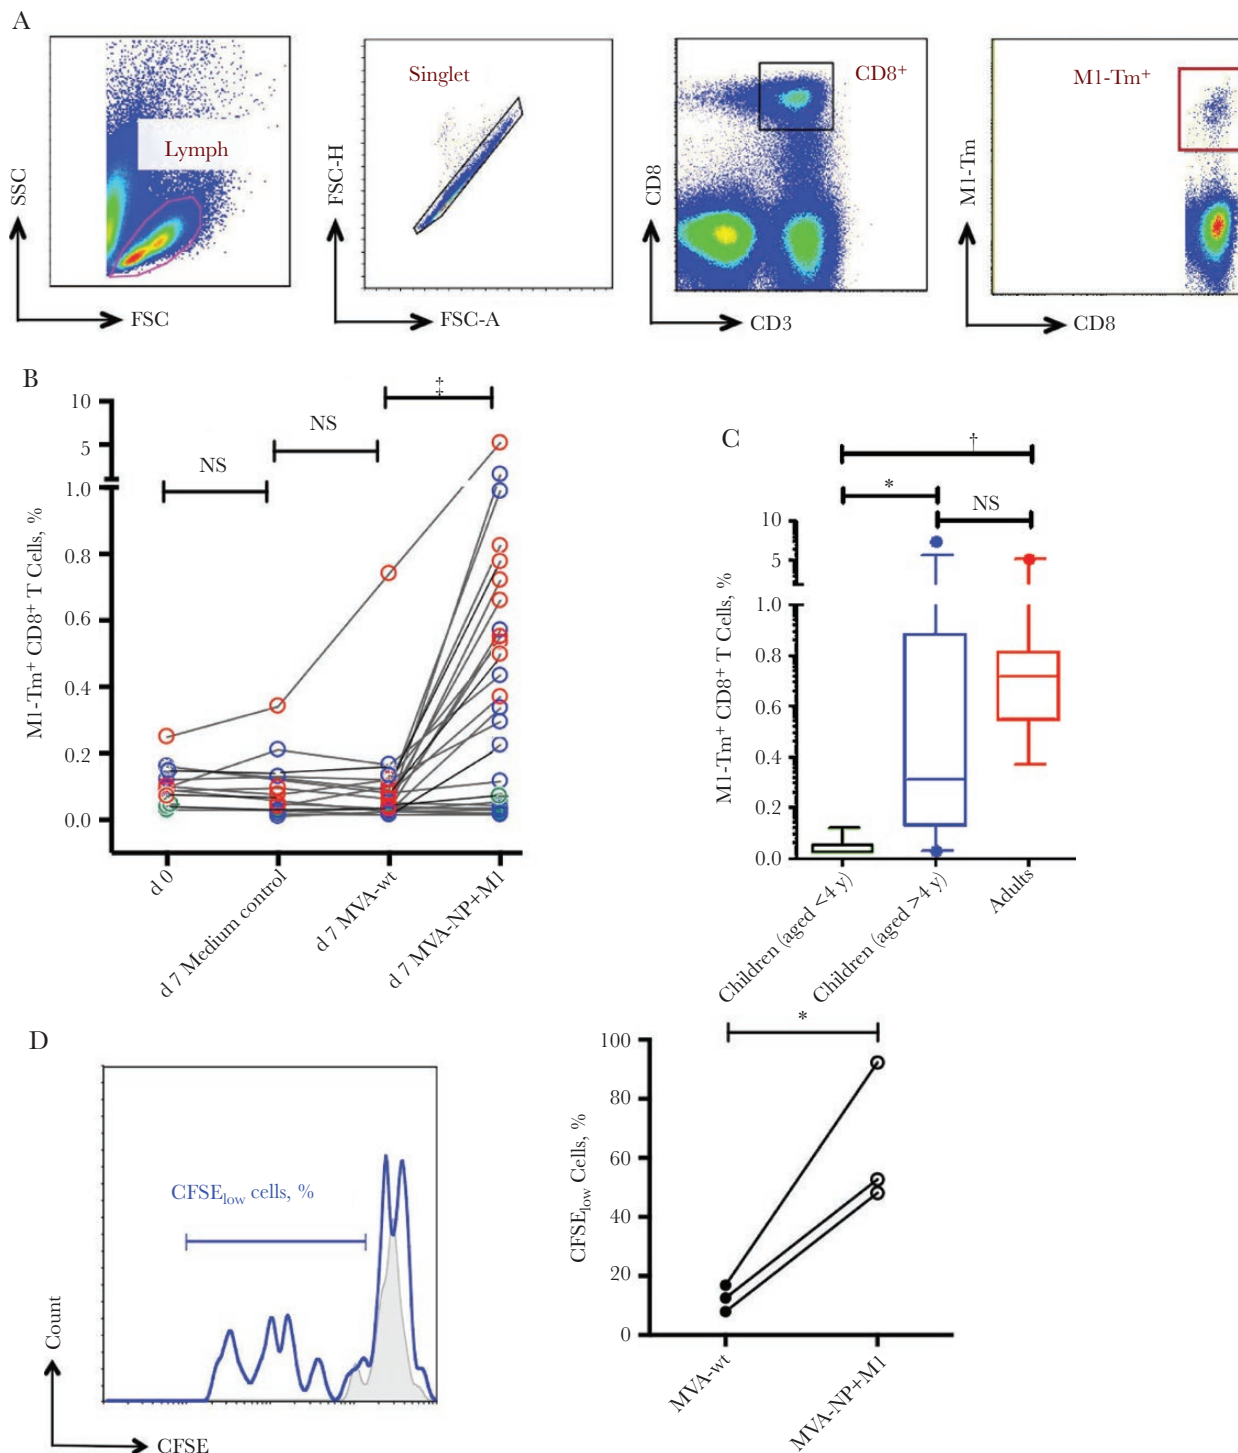 A
SSC
Lymph
FSC
FSC-H
Singlet
FSC-A
CD8
CD8+
CD3
M1-Tm
M1-Tm+
CD8
B
M1-Tm+ CD8+ T Cells, %
10
5
1.0
0.8
0.6
0.4
0.2
0.0
NS
NS
‡
d 0
d 7 Medium control
d 7 MVA-wt
d 7 MVA-NP+M1
C
M1-Tm+ CD8+ T Cells, %
10
5
1.0
0.8
0.6
0.4
0.2
0.0
†
*
NS
Children (aged <4 y)
Children (aged >4 y)
Adults
D
Count
CFSElow cells, %
CFSE
CFSElow Cells, %
100
80
60
40
20
0
*
MVA-wt
MVA-NP+M1